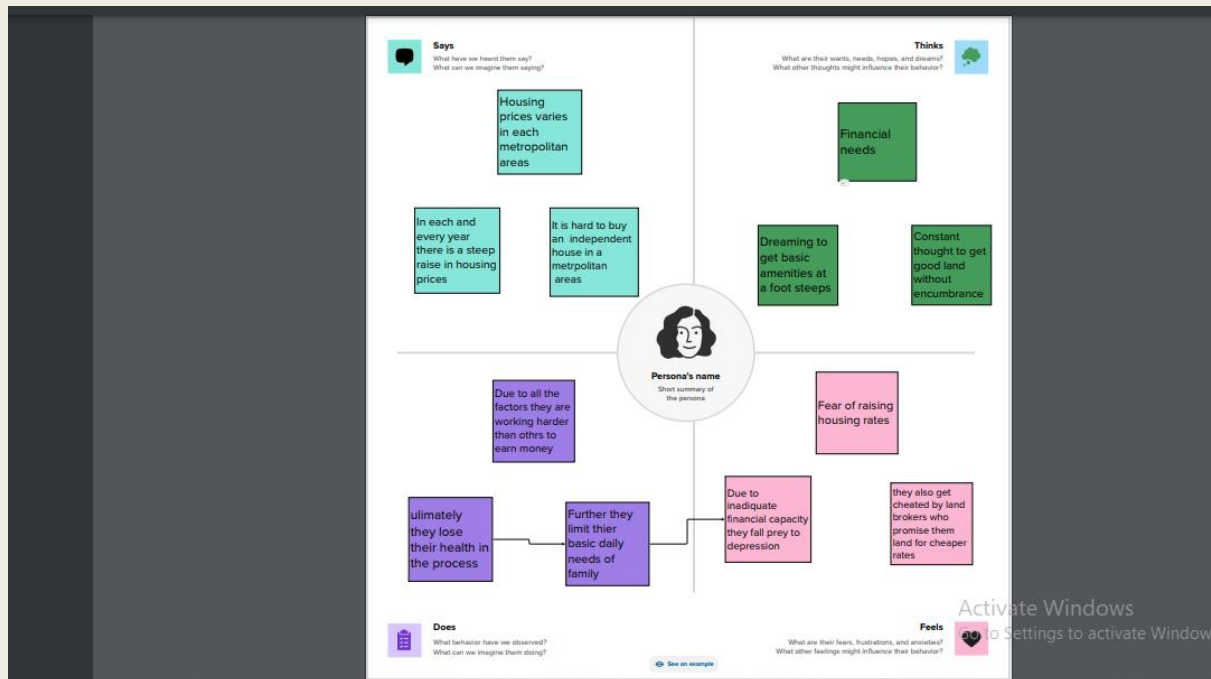 Says
What have we heard them say?
What can we imagine them saying?
Thinks
What are their wants, needs, hopes, and dreams?
What other thoughts might influence their behavior?
Housing
prices varies
in each
metropolitan
areas
Financial
needs
In each and
every year
there is a steep
raise in housing
prices
It is hard to buy
an independent
house in a
metrpolitan
areas
Dreaming to
get basic
amenities at
a foot steeps
Constant
thought to get
good land
without
encumbrance
Persona's name
Short summary of
the persona
Due to all the
factors they are
working harder
than othrs to
earn money
Fear of raising
housing rates
ulimately
they lose
their health in
the process
Further they
limit thier
basic daily
needs of
family
Due to
inadiquate
financial capacity
they fall prey to
depression
they also get
cheated by land
brokers who
promise them
land for cheaper
rates
Does
What behavior have we observed?
What can we imagine them doing?
Feels
What are their fears, frustrations, and anxieties?
What other feelings might influence their behavior?
See an example
Activate Windows
Go to Settings to activate Window